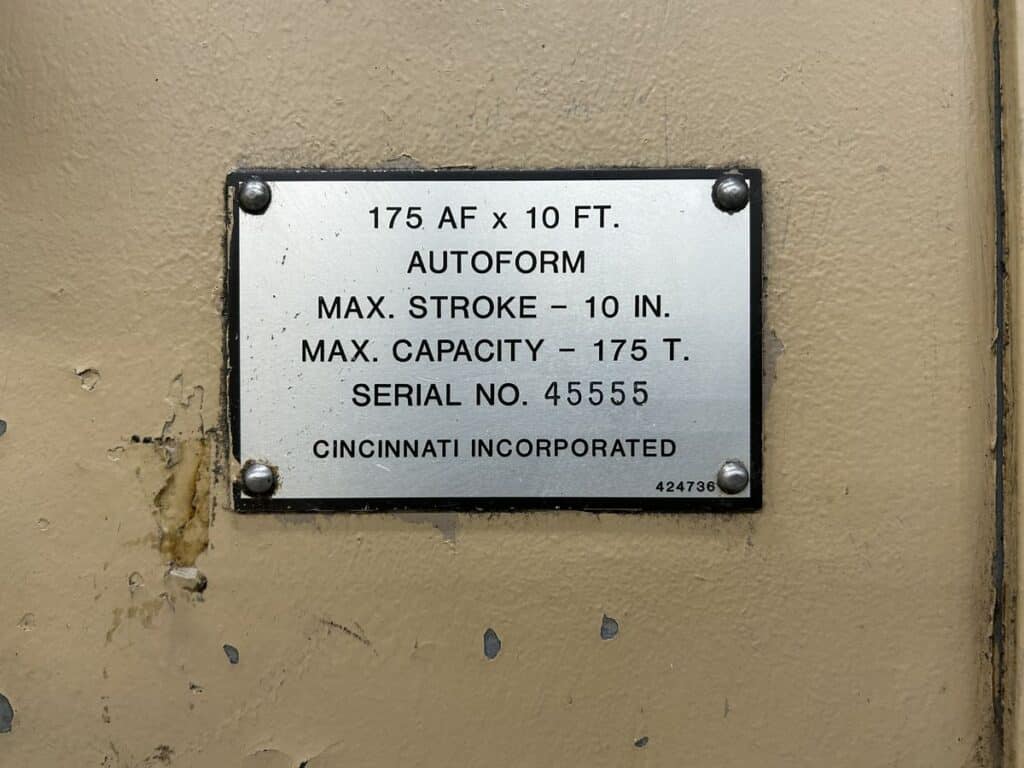 175 AF x 10 FT.
AUTOFORM
MAX. STROKE – 10 IN.
MAX. CAPACITY – 175 T.
SERIAL NO. 45555
CINCINNATI INCORPORATED
424736